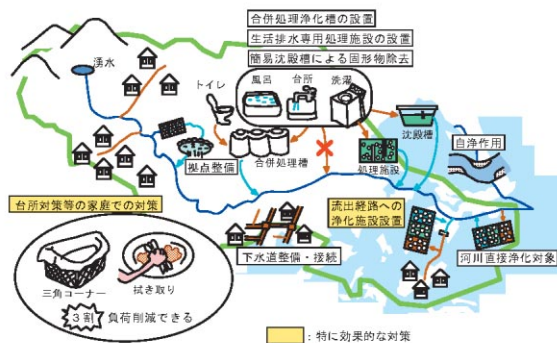 合併処理浄化槽の設置
生活排水専用処理施設の設置
簡易沈殿槽による固形物除去
湧水
トイレ
風呂
台所
洗濯
沈殿槽
自浄作用
拠点整備
合併処理槽
処理施設
台所対策等の家庭での対策
流出経路への
浄化施設設置
下水道整備・接続
河川直接浄化対象
三角コーナー
拭き取り
3割
負荷削減できる
:特に効果的な対策